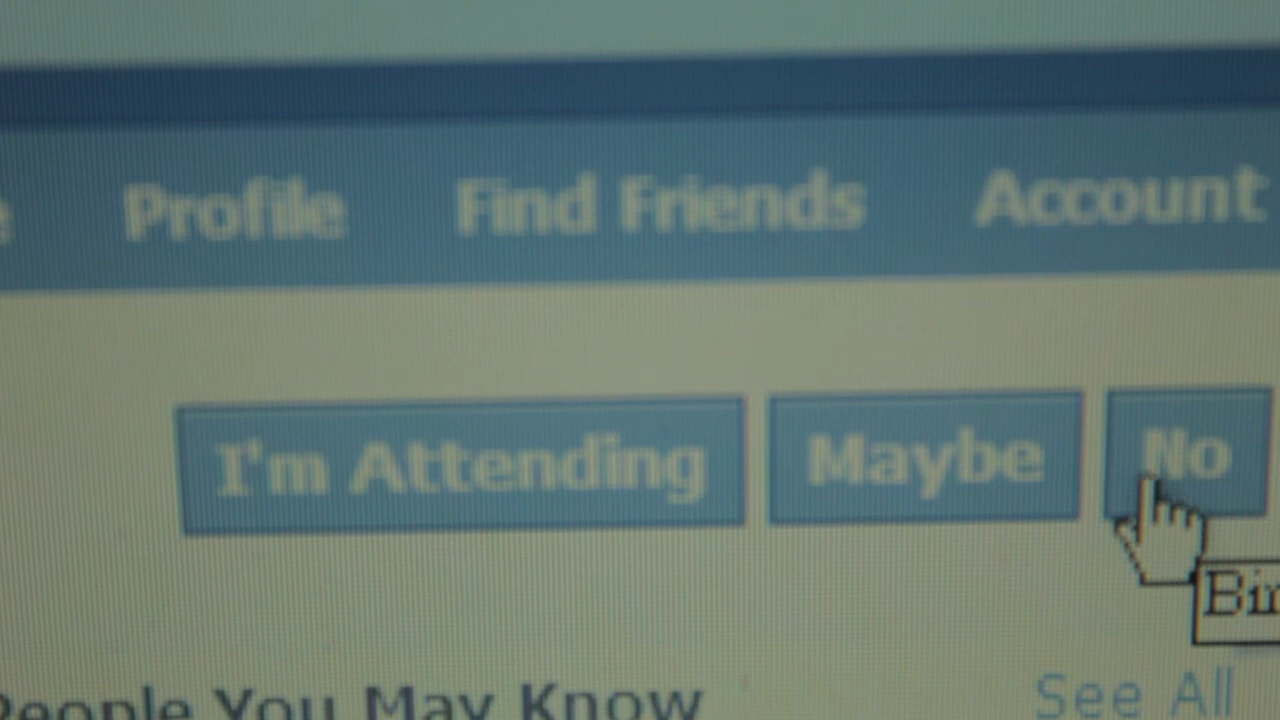 Profile Find Friends Account
I'm Attending Maybe No
People You May Know See All